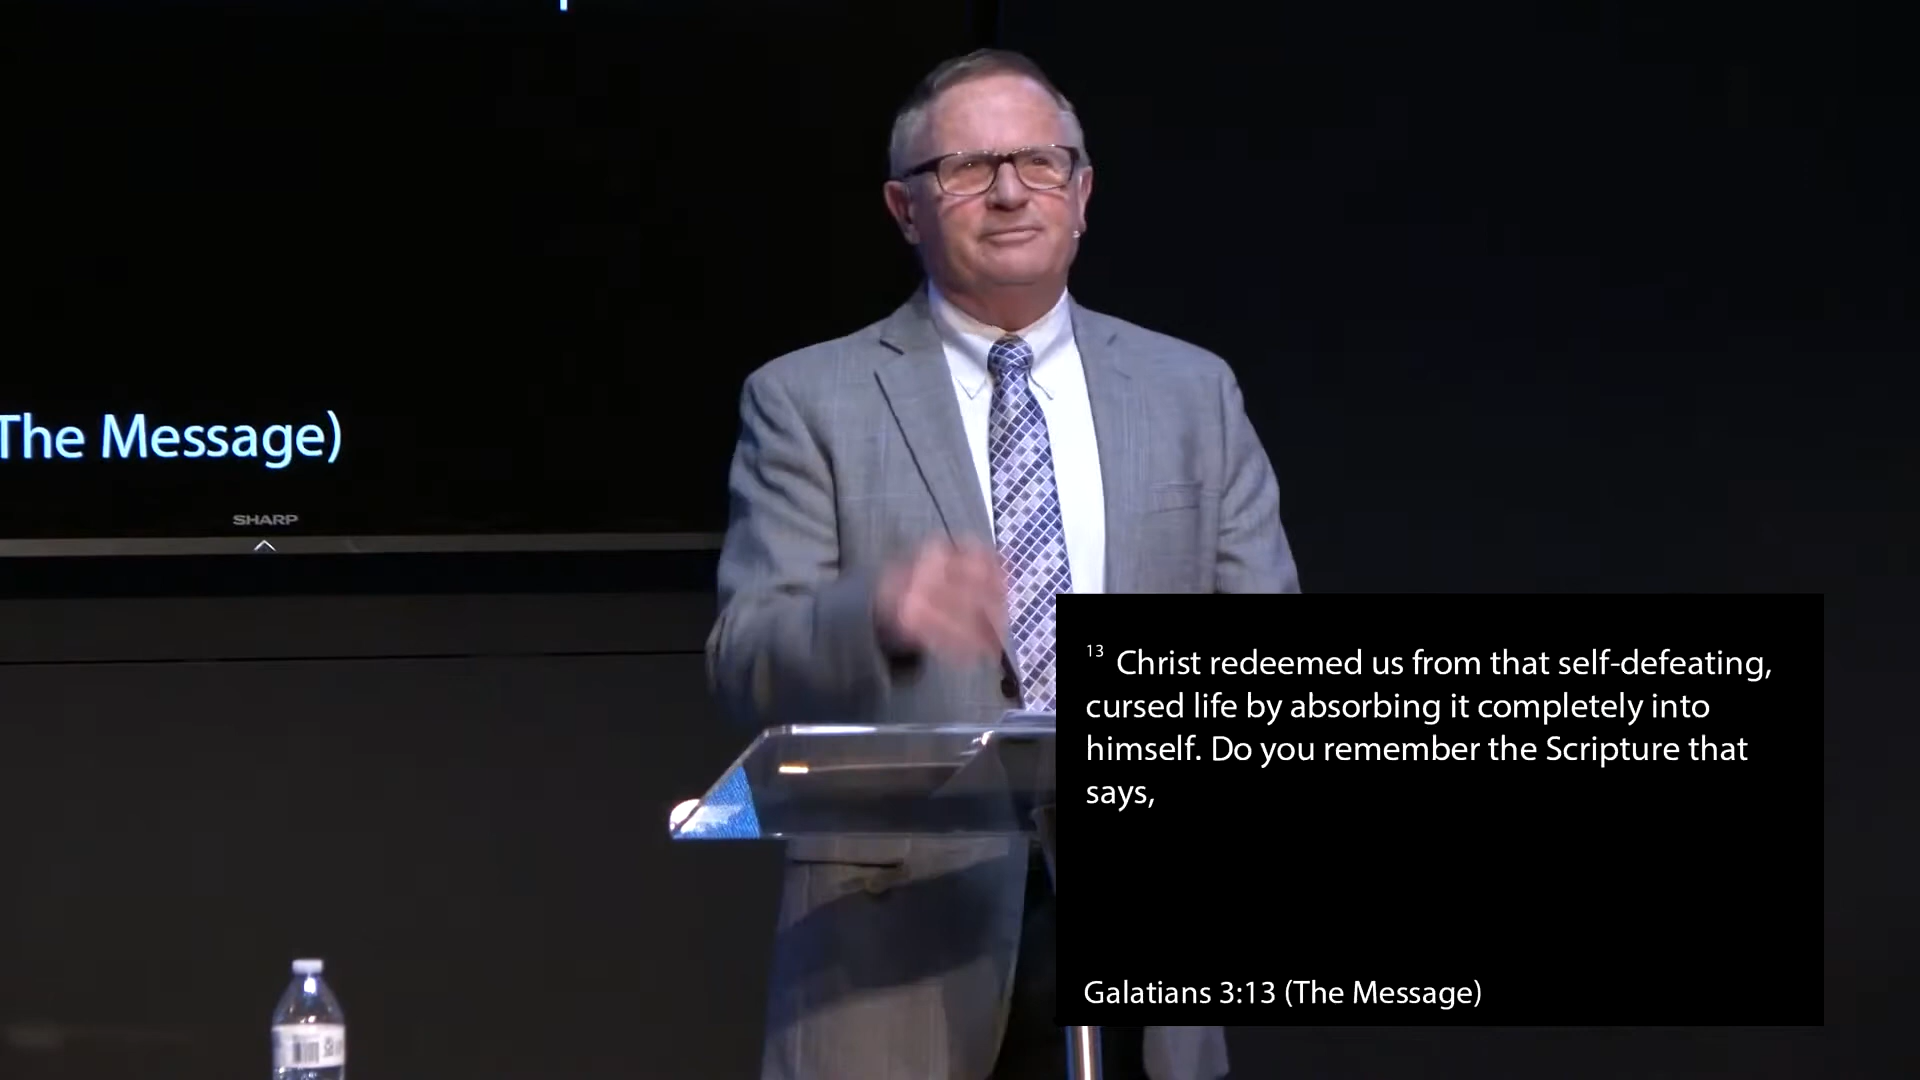 The Message)
SHARP
13 Christ redeemed us from that self-defeating,
cursed life by absorbing it completely into
himself. Do you remember the Scripture that
says,
Galatians 3:13 (The Message)